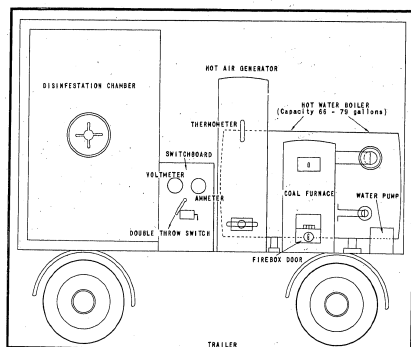 HOT AIR GENERATOR
DISINFESTATION CHAMBER
HOT WATER BOILER
(Capacity 66 - 79 gallons)
THERMOMETER
SWITCHBOARD
VOLTMETER
AMMETER
COAL FURNACE
WATER PUMP
DOUBLE THROW SWITCH
FIREBOX DOOR
TRAILER